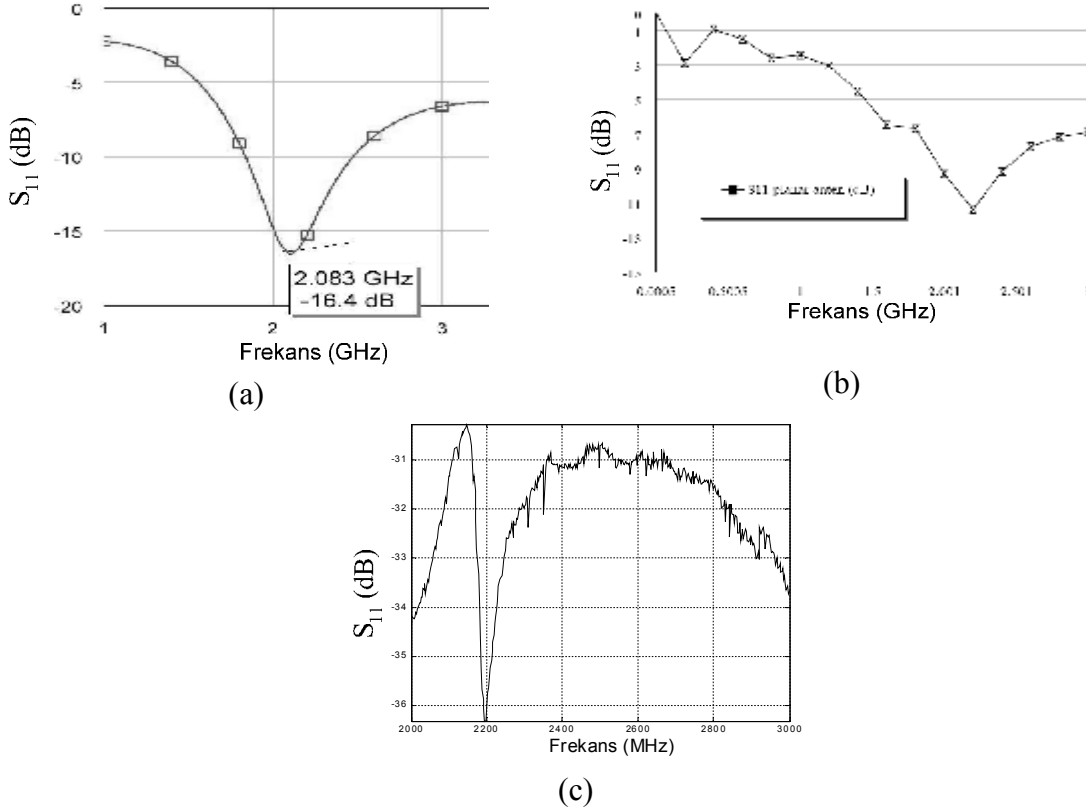 0
-5
-10
-15
-20
S₁₁ (dB)
2.083 GHz
-16.4 dB
1 2 3
Frekans (GHz)
(a)
0
1
3
5
7
9
11
S₁₁ (dB)
S11
1
Frekans (GHz)
(b)
-31
-32
-33
-34
-35
-36
S₁₁ (dB)
2000 2200 2400 2600 2800 3000
Frekans (MHz)
(c)